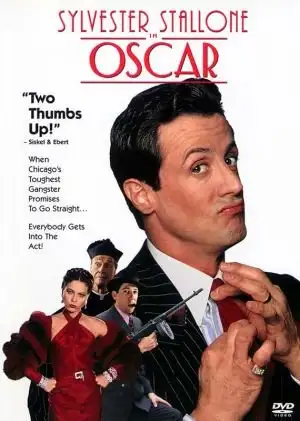 SYLVESTER STALLONE
IN
OSCAR
“Two
Thumbs
Up!”
- Siskel & Ebert
When
Chicago's
Toughest
Gangster
Promises
To Go Straight...
Everybody Gets
Into The
Act!
DVD
VIDEO